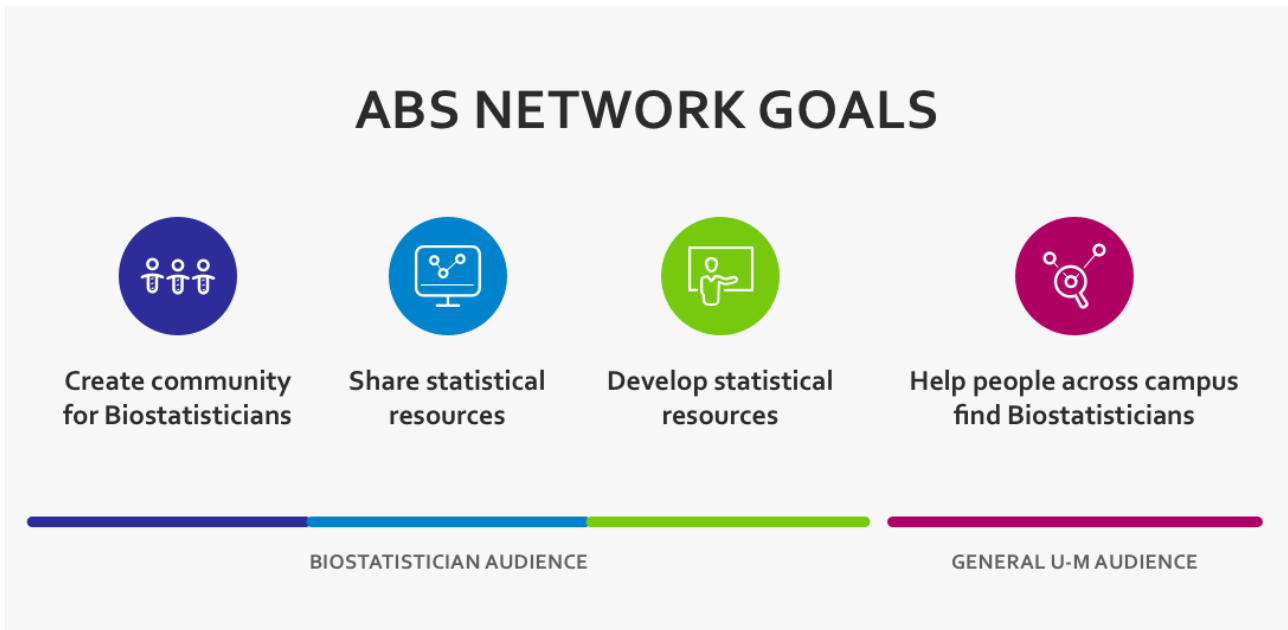 ABS NETWORK GOALS
Create community
for Biostatisticians
Share statistical
resources
Develop statistical
resources
Help people across campus
find Biostatisticians
BIOSTATISTICIAN AUDIENCE
GENERAL U-M AUDIENCE